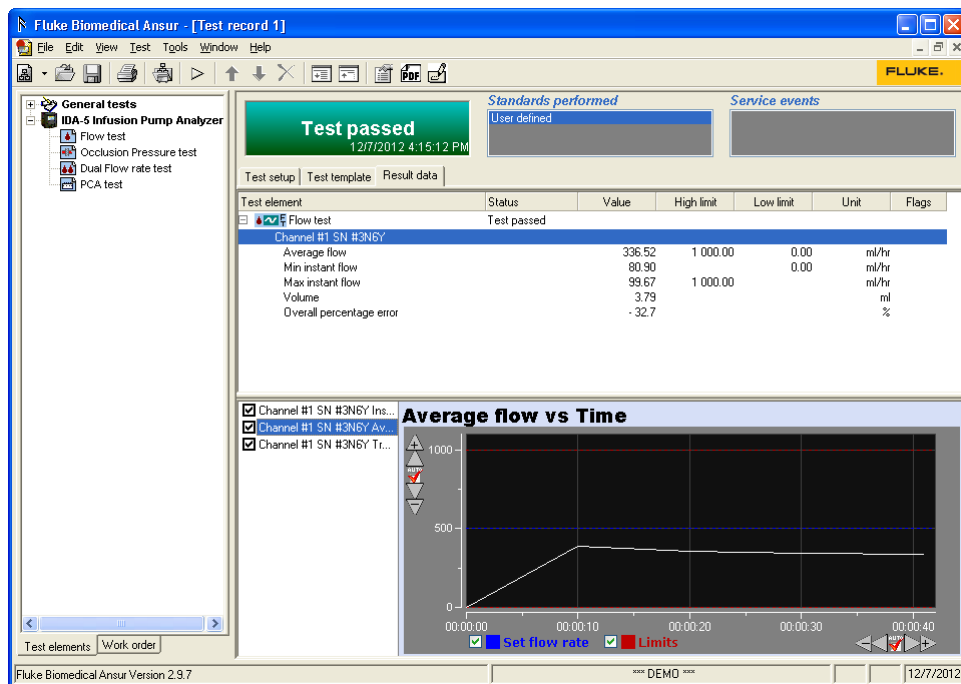 Fluke Biomedical Ansur - [Test record 1]
File Edit View Test Tools Window Help
PDF
FLUKE.
General tests
IDA-5 Infusion Pump Analyzer
Flow test
Occlusion Pressure test
Dual Flow rate test
PCA test
Test elements Work order
Test passed
12/7/2012 4:15:12 PM
Standards performed
User defined
Service events
Test setup Test template Result data
Test element Status Value High limit Low limit Unit Flags
Flow test Test passed
Channel #1 SN #3N6Y
Average flow 336.52 1 000.00 0.00 ml/hr
Min instant flow 80.90 0.00 ml/hr
Max instant flow 99.67 1 000.00 ml/hr
Volume 3.79 ml
Overall percentage error - 32.7 %
Channel #1 SN #3N6Y Ins...
Channel #1 SN #3N6Y Av...
Channel #1 SN #3N6Y Tr...
Average flow vs Time
AUTO
1000
500
0
00:00:00 00:00:10 00:00:20 00:00:30 00:00:40
Set flow rate Limits
AUTO
Fluke Biomedical Ansur Version 2.9.7 *** DEMO *** 12/7/2012